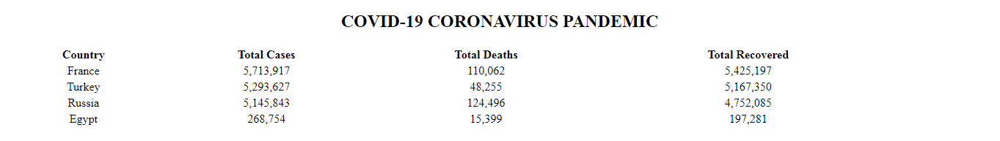 COVID-19 CORONAVIRUS PANDEMIC
Country Total Cases Total Deaths Total Recovered
France 5,713,917 110,062 5,425,197
Turkey 5,293,627 48,255 5,167,350
Russia 5,145,843 124,496 4,752,085
Egypt 268,754 15,399 197,281